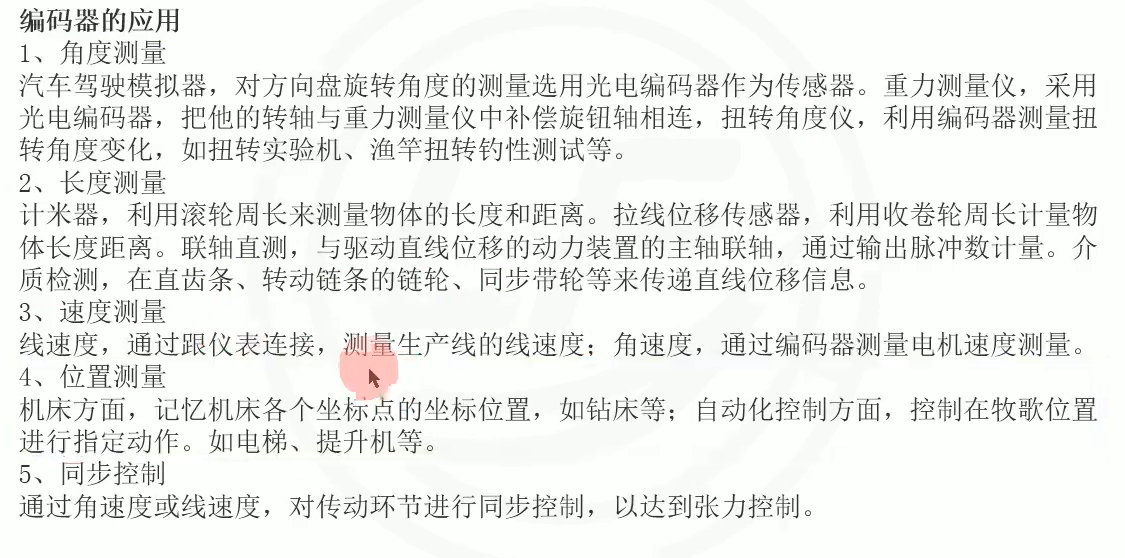 编码器的应用
1、角度测量
汽车驾驶模拟器，对方向盘旋转角度的测量选用光电编码器作为传感器。重力测量仪，采用
光电编码器，把他的转轴与重力测量仪中补偿旋钮轴相连，扭转角度仪，利用编码器测量扭
转角度变化，如扭转实验机、渔竿扭转钓性测试等。
2、长度测量
计米器，利用滚轮周长来测量物体的长度和距离。拉线位移传感器，利用收卷轮周长计量物
体长度距离。联轴直测，与驱动直线位移的动力装置的主轴联轴，通过输出脉冲数计量。介
质检测，在直齿条、转动链条的链轮、同步带轮等来传递直线位移信息。
3、速度测量
线速度，通过跟仪表连接，测量生产线的线速度；角速度，通过编码器测量电机速度测量。
4、位置测量
机床方面，记忆机床各个坐标点的坐标位置，如钻床等；自动化控制方面，控制在牧歌位置
进行指定动作。如电梯、提升机等。
5、同步控制
通过角速度或线速度，对传动环节进行同步控制，以达到张力控制。